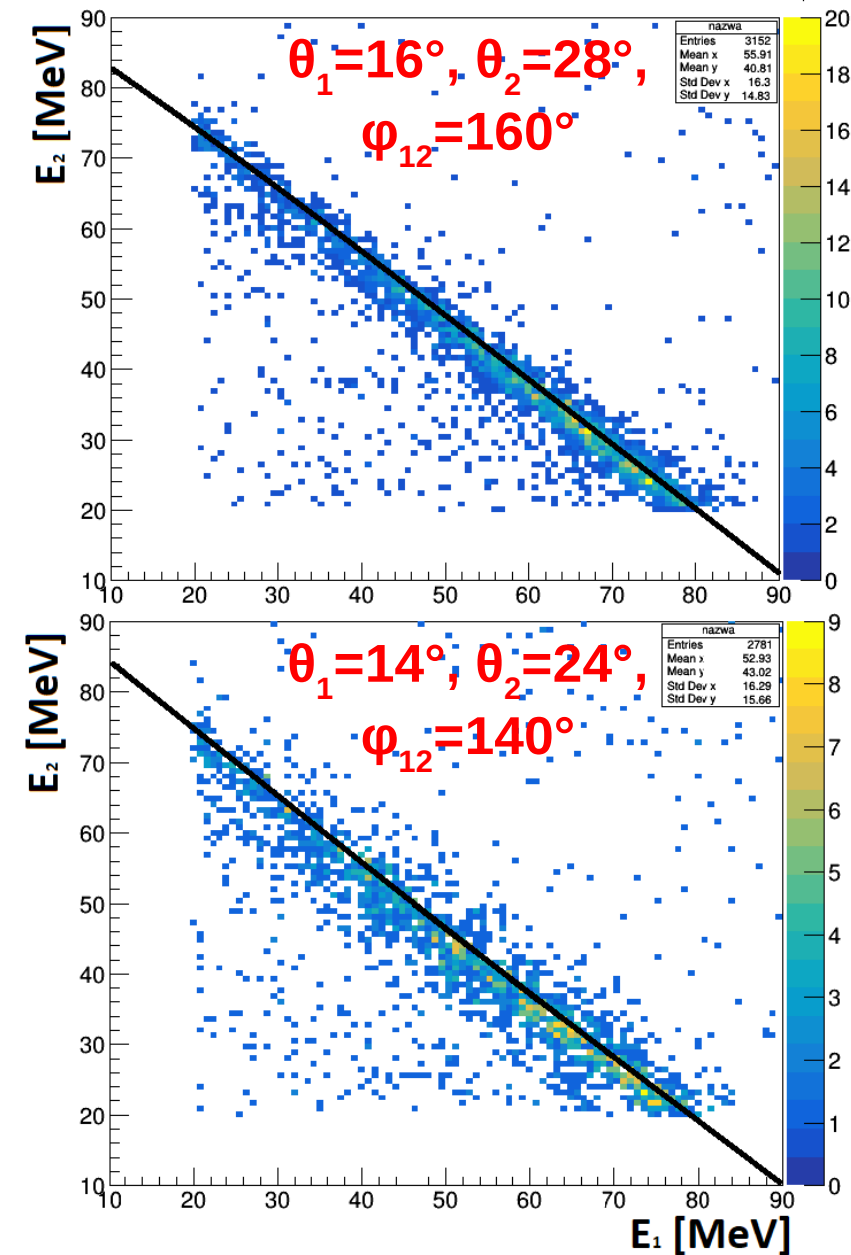 90
80
70
60
50
40
30
20
10
E₂ [MeV]
θ₁=16°, θ₂=28°,
φ₁₂=160°
nazwa
Entries 3152
Mean x 55.91
Mean y 40.81
Std Dev x 16.3
Std Dev y 14.83
20
18
16
14
12
10
8
6
4
2
0
10 20 30 40 50 60 70 80 90
90
80
70
60
50
40
30
20
10
E₂ [MeV]
θ₁=14°, θ₂=24°,
φ₁₂=140°
nazwa
Entries 2781
Mean x 52.93
Mean y 43.02
Std Dev x 16.29
Std Dev y 15.66
9
8
7
6
5
4
3
2
1
0
10 20 30 40 50 60 70 80 90
E₁ [MeV]